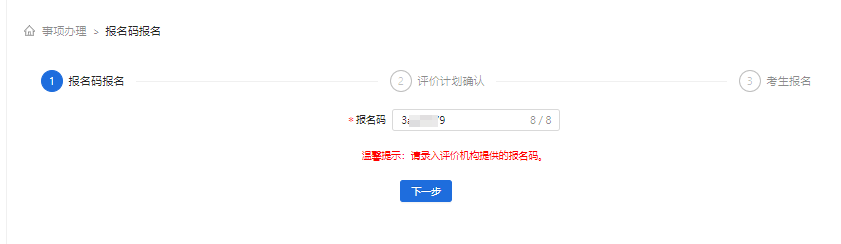 事项办理 > 报名码报名
1 报名码报名 2 评价计划确认 3 考生报名
*报名码 8 / 8
温馨提示：请录入评价机构提供的报名码。
下一步